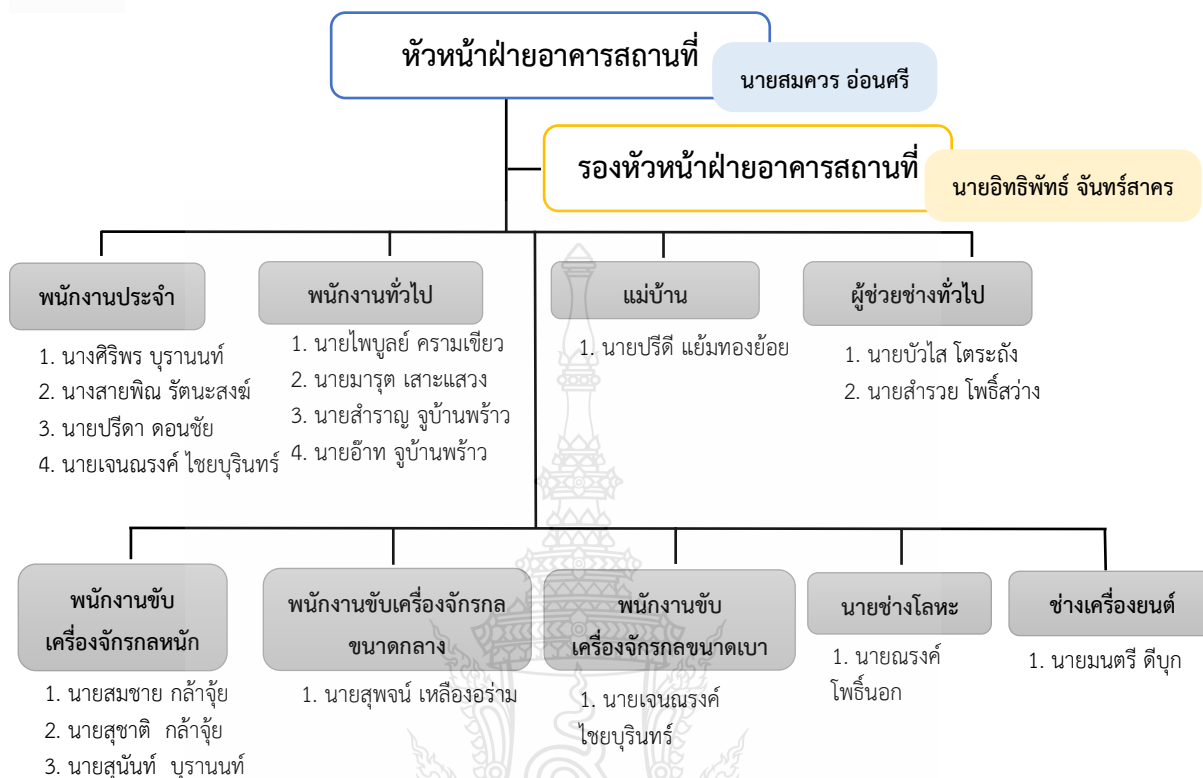 หัวหน้าฝ่ายอาคารสถานที่
นายสมควร อ่อนศรี
รองหัวหน้าฝ่ายอาคารสถานที่
นายอิทธิพัทธ์ จันทร์สาคร
พนักงานประจำ
1. นางศิริพร บุรานนท์
2. นางสายพิณ รัตนะสงฆ์
3. นายปรีดา ดอนชัย
4. นายเจนณรงค์ ไชยบุรินทร์
พนักงานทั่วไป
1. นายไพบูลย์ ครามเขียว
2. นายมารุต เสาะแสวง
3. นายสำราญ จูบ้านพร้าว
4. นายอ๊าท จูบ้านพร้าว
แม่บ้าน
1. นายปรีดี แย้มทองย้อย
ผู้ช่วยช่างทั่วไป
1. นายบัวไส โตระถัง
2. นายสำรวย โพธิ์สว่าง
พนักงานขับ
เครื่องจักรกลหนัก
1. นายสมชาย กล้าจุ้ย
2. นายสุชาติ กล้าจุ้ย
3. นายสุนันท์ บุรานนท์
พนักงานขับเครื่องจักรกล
ขนาดกลาง
1. นายสุพจน์ เหลืองอร่าม
พนักงานขับ
เครื่องจักรกลขนาดเบา
1. นายเจนณรงค์
ไชยบุรินทร์
นายช่างโลหะ
1. นายณรงค์
โพธิ์นอก
ช่างเครื่องยนต์
1. นายมนตรี ดีบุก